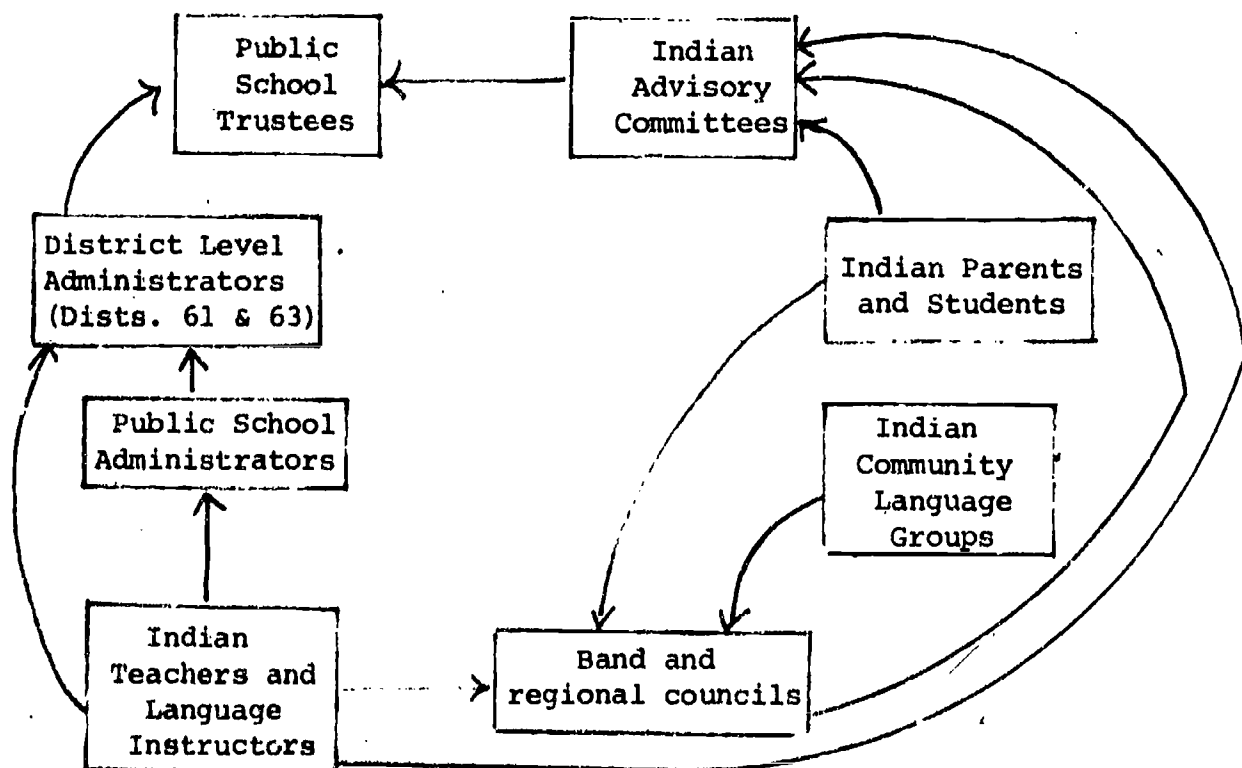 Public
School
Trustees
Indian
Advisory
Committees
District Level
Administrators
(Dists. 61 & 63)
Indian Parents
and Students
Public School
Administrators
Indian
Community
Language
Groups
Indian
Teachers and
Language
Instructors
Band and
regional councils